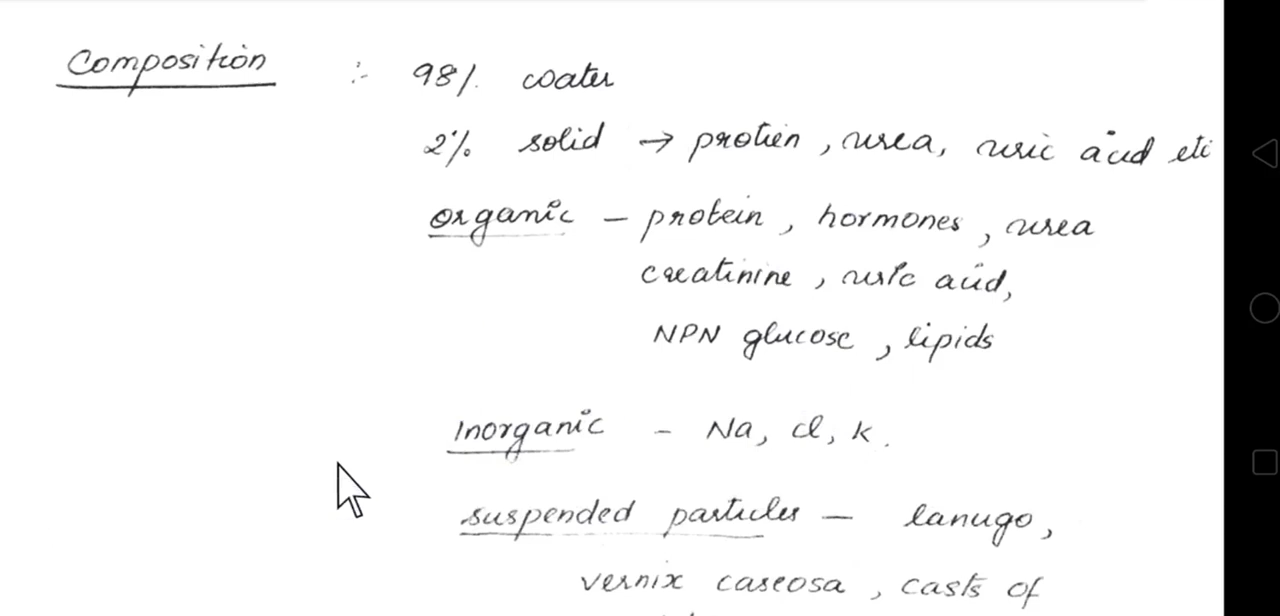 Composition :- 98% water
2% solid → protien, urea, uric acid etc
organic - protein, hormones, urea
creatinine, uric acid,
NPN glucose, lipids
Inorganic - Na, Cl, K.
suspended particles - lanugo,
vernix caseosa, casts of